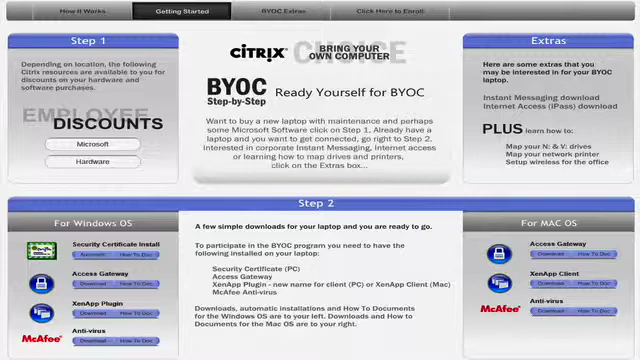 How it Works
Getting Started
BYOC Extras
Click Here to Enroll
Step 1
Depending on location, the following
Citrix resources are available to you for
discounts on your hardware and
software purchases.
EMPLOYEE
DISCOUNTS
Microsoft
Hardware
CITRIX
CHOICE
BRING YOUR
OWN COMPUTER
BYOC
Step-by-Step
Ready Yourself for BYOC
Want to buy a new laptop with maintenance and perhaps
some Microsoft Software click on Step 1. Already have a
laptop and you want to get connected, go right to Step 2.
Interested in corporate Instant Messaging, Internet access
or learning how to map drives and printers,
click on the Extras box...
Extras
Here are some extras that you
may be interested in for your BYOC
laptop.
Instant Messaging download
Internet Access (iPass) download
PLUS learn how to:
Map your N: & V: drives
Map your network printer
Setup wireless for the office
Step 2
For Windows OS
Security Certificate Install
Automatic How To Doc
Access Gateway
Download How To Doc
XenApp Plugin
Download How To Doc
McAfee
Anti-virus
Download How To Doc
A few simple downloads for your laptop and you are ready to go.
To participate in the BYOC program you need to have the
following installed on your laptop:
Security Certificate (PC)
Access Gateway
XenApp Plugin - new name for client (PC) or XenApp Client (Mac)
McAfee Anti-virus
Downloads, automatic installations and How To Documents
for the Windows OS are to your left. Downloads and How to
Documents for the Mac OS are to your right.
For MAC OS
Access Gateway
Download How To Doc
XenApp Client
Download How To Doc
McAfee
Anti-virus
Download How To Doc